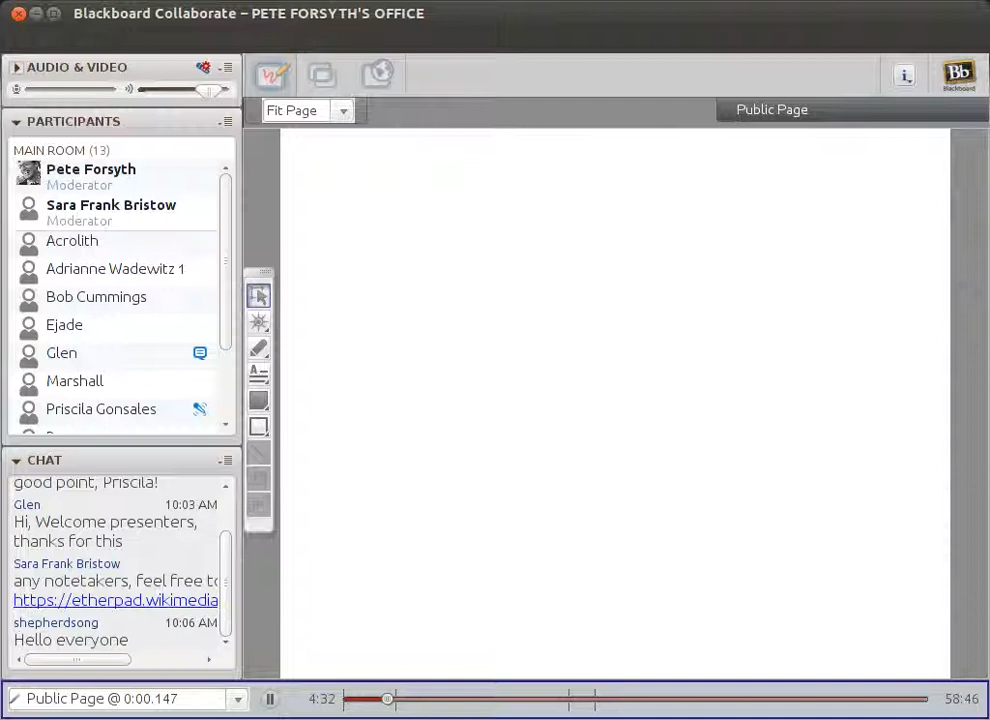 Blackboard Collaborate – PETE FORSYTH'S OFFICE
AUDIO & VIDEO
Fit Page
Public Page
Bb
Blackboard
PARTICIPANTS
MAIN ROOM (13)
Pete Forsyth
Moderator
Sara Frank Bristow
Moderator
Acrolith
Adrianne Wadewitz 1
Bob Cummings
Ejade
Glen
Marshall
Priscila Gonsales
CHAT
good point, Priscila!
Glen 10:03 AM
Hi, Welcome presenters,
thanks for this
Sara Frank Bristow
any notetakers, feel free to
https://etherpad.wikimedia
shepherdsong 10:06 AM
Hello everyone
Public Page @ 0:00.147 4:32 58:46